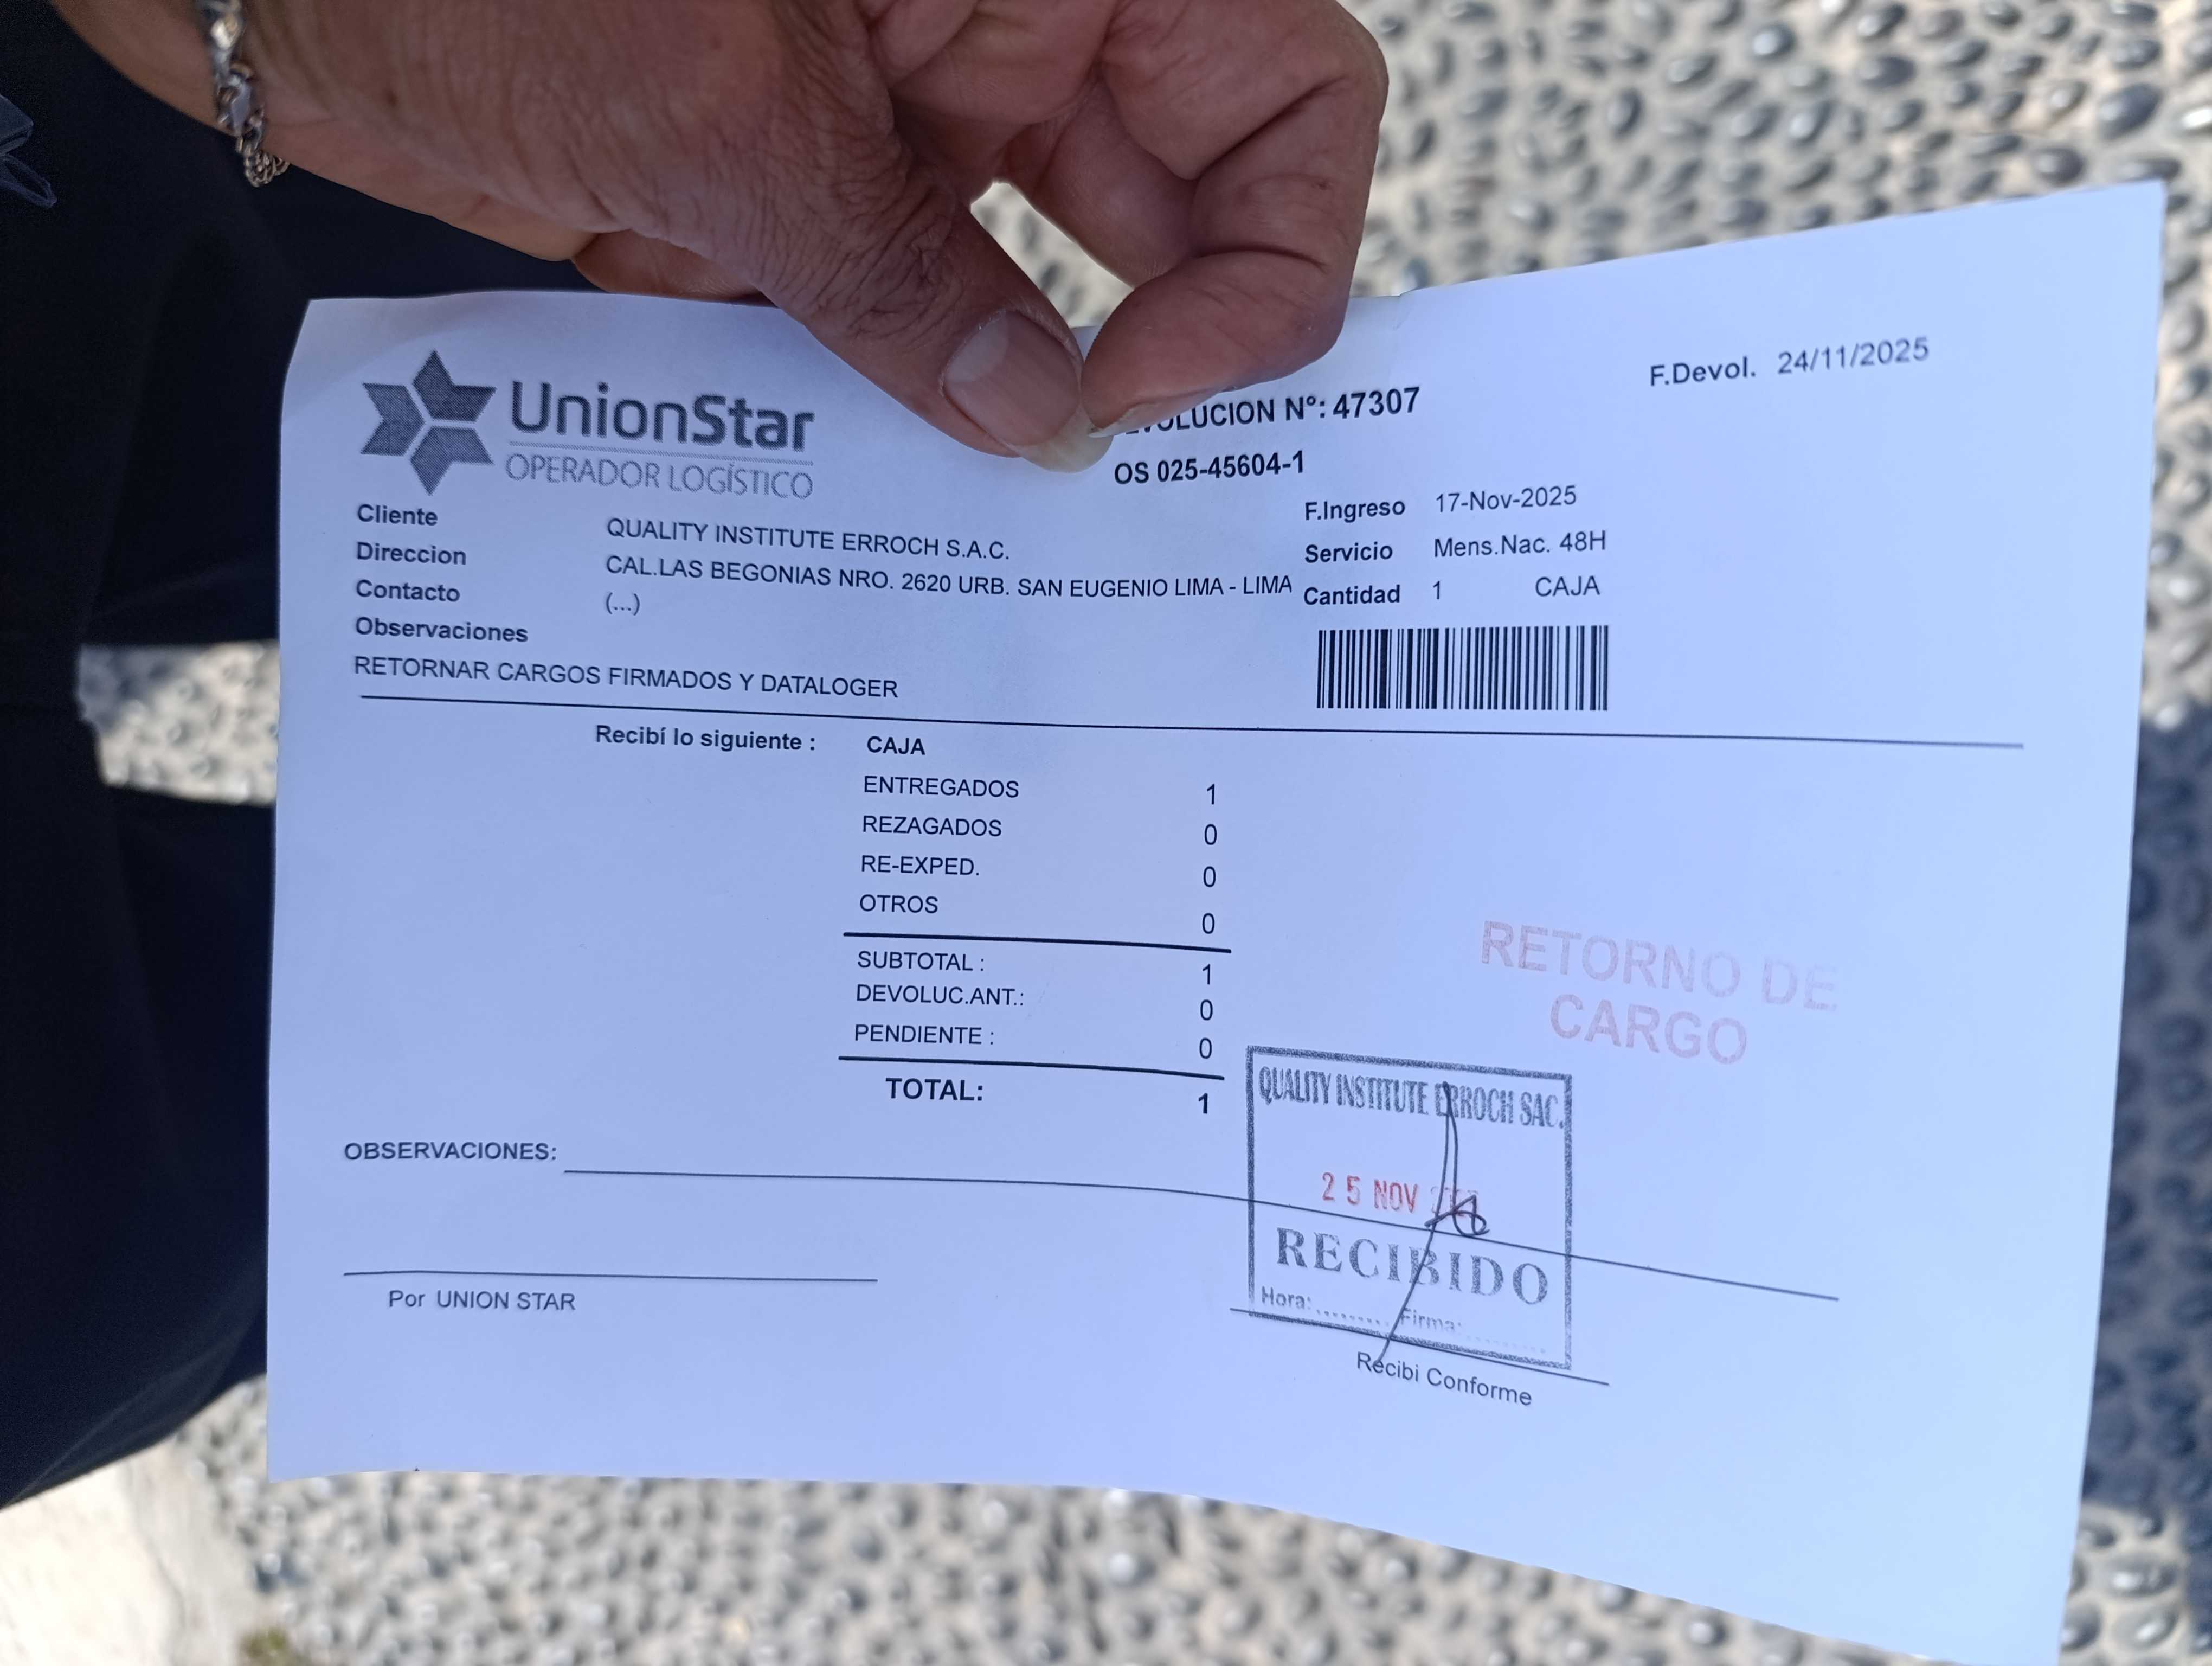 UnionStar
OPERADOR LOGÍSTICO
N°: 47307
OS 025-45604-1
F.Devol. 24/11/2025
Cliente QUALITY INSTITUTE ERROCH S.A.C.
Direccion CAL.LAS BEGONIAS NRO. 2620 URB. SAN EUGENIO LIMA - LIMA
Contacto (...)
Observaciones
RETORNAR CARGOS FIRMADOS Y DATALOGER
F.Ingreso 17-Nov-2025
Servicio Mens.Nac. 48H
Cantidad 1 CAJA
Recibí lo siguiente : CAJA
ENTREGADOS 1
REZAGADOS 0
RE-EXPED. 0
OTROS 0
SUBTOTAL : 1
DEVOLUC.ANT.: 0
PENDIENTE : 0
TOTAL: 1
RETORNO DE
CARGO
OBSERVACIONES:
QUALITY INSTITUTE ERROCH SAC.
25 NOV
RECIBIDO
Hora: Firma:
Por UNION STAR
Recibi Conforme